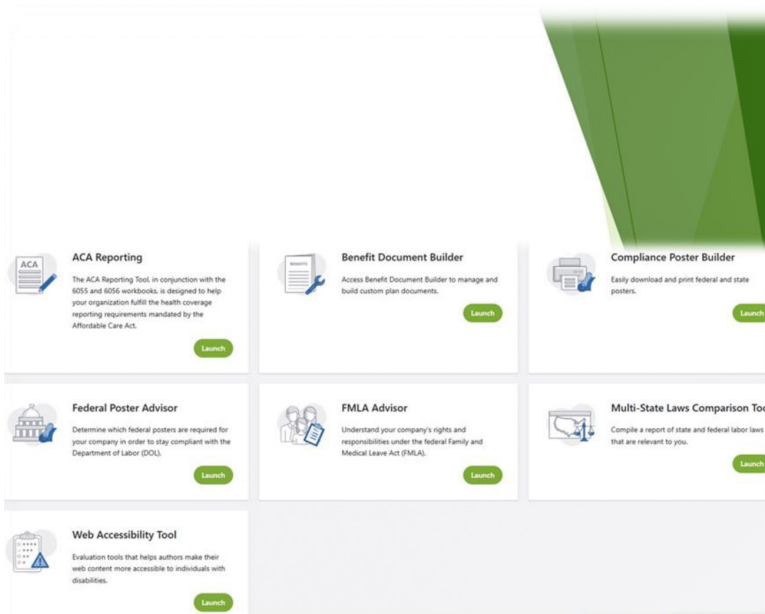 ACA
ACA Reporting
The ACA Reporting Tool, in conjunction with the
6055 and 6056 workbooks, is designed to help
your organization fulfill the health coverage
reporting requirements mandated by the
Affordable Care Act.
Launch
BENEFITS
Benefit Document Builder
Access Benefit Document Builder to manage and
build custom plan documents.
Launch
Compliance Poster Builder
Easily download and print federal and state
posters.
Launch
Federal Poster Advisor
Determine which federal posters are required for
your company in order to stay compliant with the
Department of Labor (DOL).
Launch
FMLA Advisor
Understand your company's rights and
responsibilities under the federal Family and
Medical Leave Act (FMLA).
Launch
Multi-State Laws Comparison Too
Compile a report of state and federal labor laws
that are relevant to you.
Launch
Web Accessibility Tool
Evaluation tools that helps authors make their
web content more accessible to individuals with
disabilities.
Launch